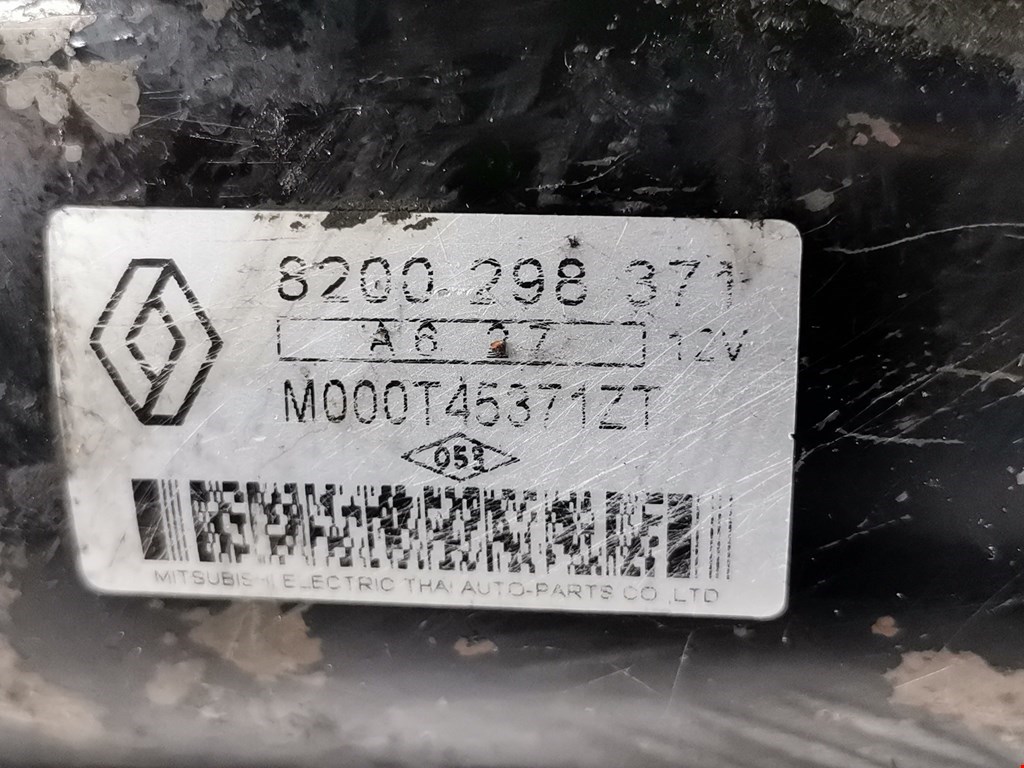 8200 298 371
A6 27 12V
M000T45371ZT
053
MITSUBISHI ELECTRIC THAI AUTO-PARTS CO.,LTD